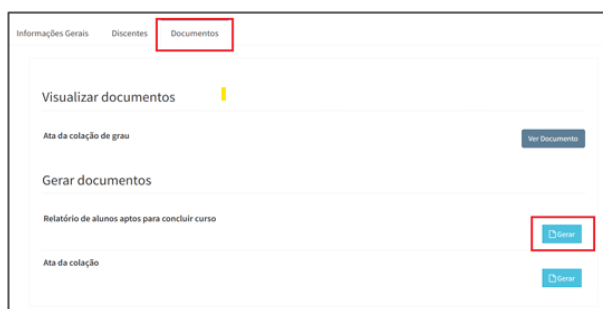 Informações Gerais Discentes Documentos
Visualizar documentos
Ata da colação de grau
Ver Documento
Gerar documentos
Relatório de alunos aptos para concluir curso
Gerar
Ata da colação
Gerar